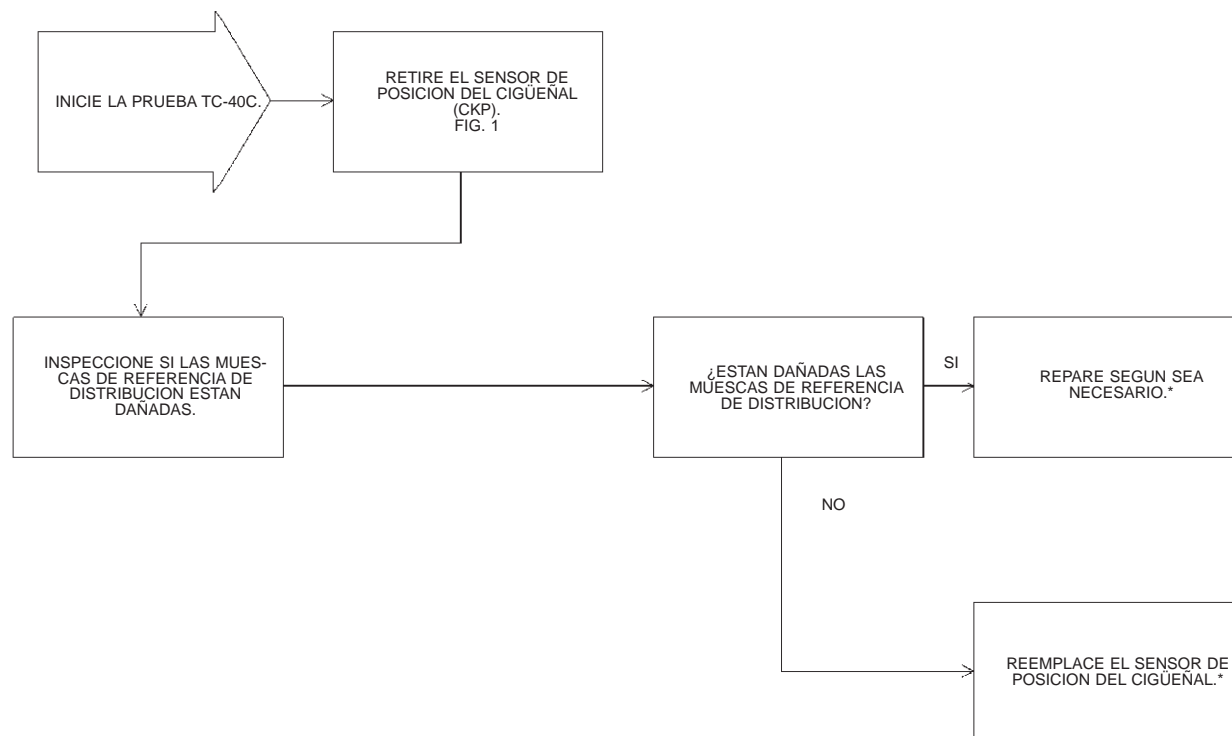 INICIE LA PRUEBA TC-40C.
RETIRE EL SENSOR DE
POSICION DEL CIGÜEÑAL
(CKP).
FIG. 1
INSPECCIONE SI LAS MUES-
CAS DE REFERENCIA DE
DISTRIBUCION ESTAN
DAÑADAS.
¿ESTAN DAÑADAS LAS
MUESCAS DE REFERENCIA
DE DISTRIBUCION?
SI
REPARE SEGUN SEA
NECESARIO.*
NO
REEMPLACE EL SENSOR DE
POSICION DEL CIGÜEÑAL.*